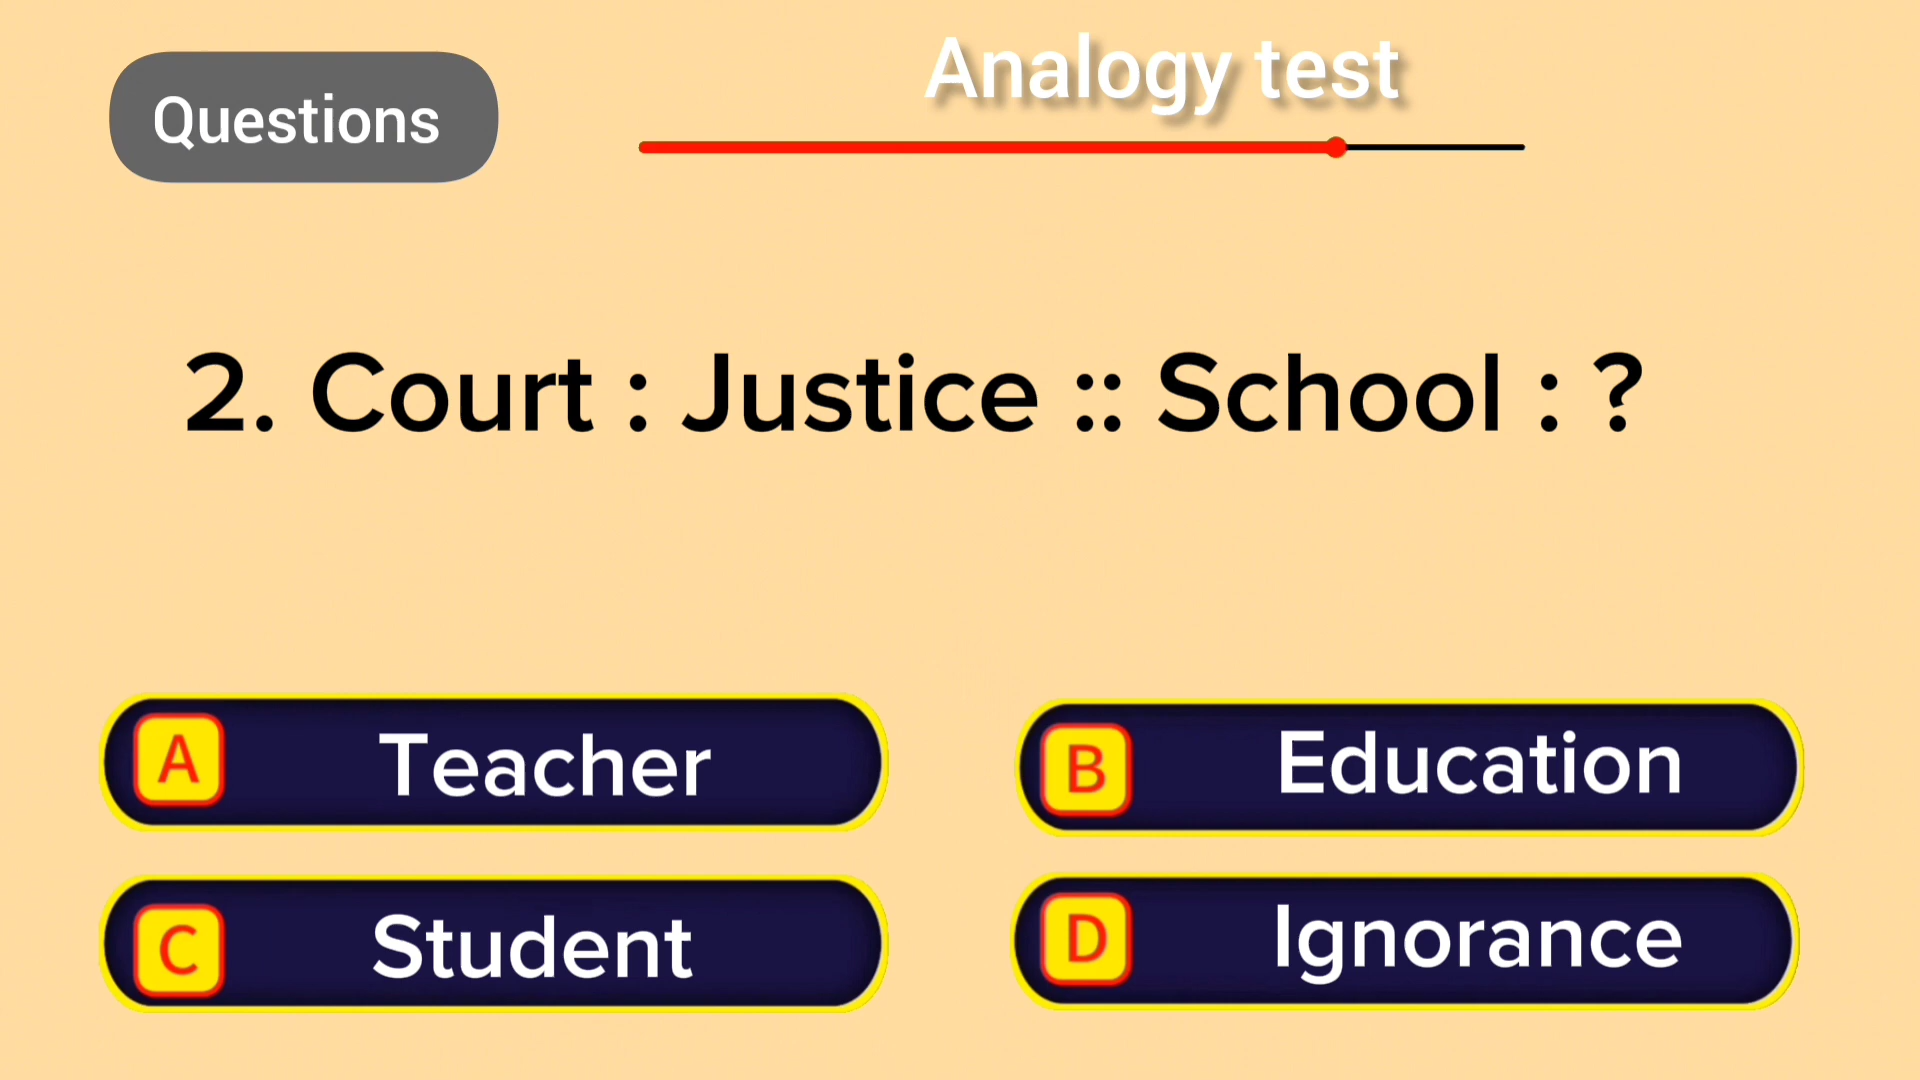 Questions
Analogy test
2. Court : Justice :: School : ?
A Teacher
B Education
C Student
D Ignorance